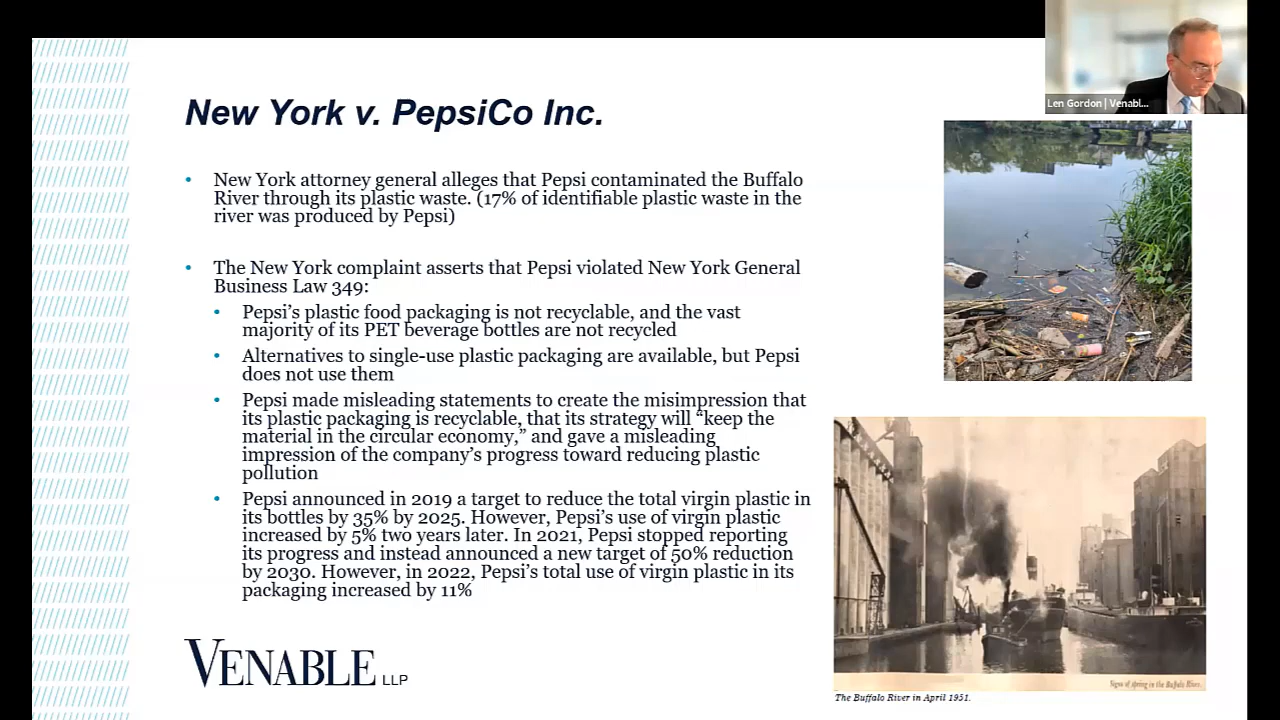 Len Gordon | Venabl...
New York v. PepsiCo Inc.
• New York attorney general alleges that Pepsi contaminated the Buffalo
River through its plastic waste. (17% of identifiable plastic waste in the
river was produced by Pepsi)
• The New York complaint asserts that Pepsi violated New York General
Business Law 349:
• Pepsi’s plastic food packaging is not recyclable, and the vast
majority of its PET beverage bottles are not recycled
• Alternatives to single-use plastic packaging are available, but Pepsi
does not use them
• Pepsi made misleading statements to create the misimpression that
its plastic packaging is recyclable, that its strategy will “keep the
material in the circular economy,” and gave a misleading
impression of the company’s progress toward reducing plastic
pollution
• Pepsi announced in 2019 a target to reduce the total virgin plastic in
its bottles by 35% by 2025. However, Pepsi’s use of virgin plastic
increased by 5% two years later. In 2021, Pepsi stopped reporting
its progress and instead announced a new target of 50% reduction
by 2030. However, in 2022, Pepsi’s total use of virgin plastic in its
packaging increased by 11%
Signs of spring in the Buffalo River.
The Buffalo River in April 1951.
VENABLE LLP